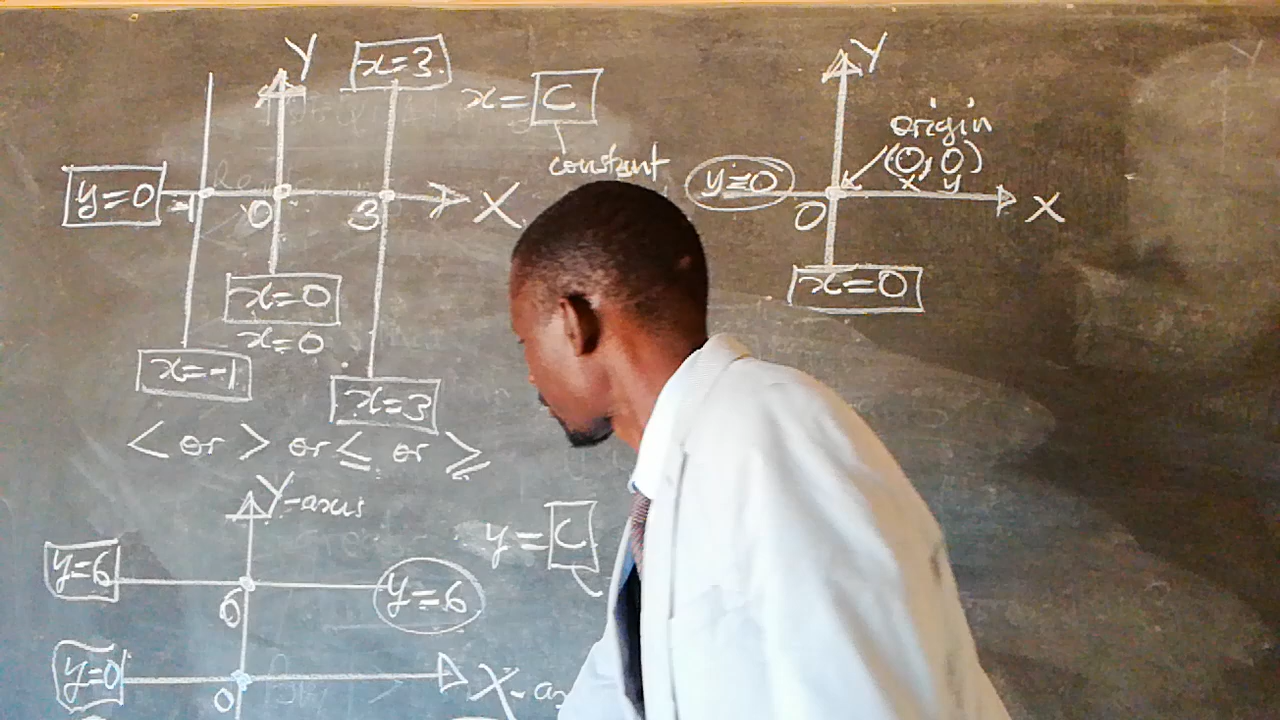 Y
x=3
x=C
constant
y=0
-1
0
3
X
x=0
x=0
x=-1
x=3
< or > or ≤ or ≥
Y
origin
(0, 0)
x y
y=0
0
X
x=0
Y-axis
y=C
y=6
6
y=6
y=0
0
X-